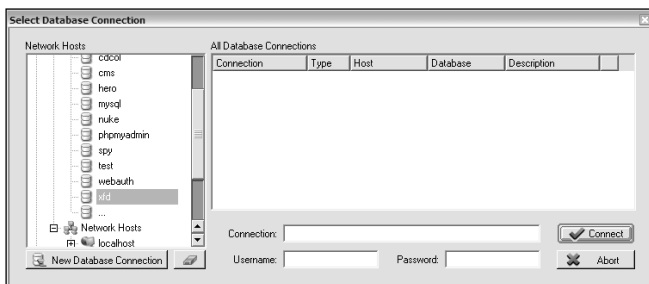 Select Database Connection
Network Hosts
cdcol
cms
hero
mysql
nuke
phpmyadmin
spy
test
webauth
xfd
...
Network Hosts
localhost
New Database Connection
All Database Connections
Connection Type Host Database Description
Connection:
Connect
Username: Password:
Abort